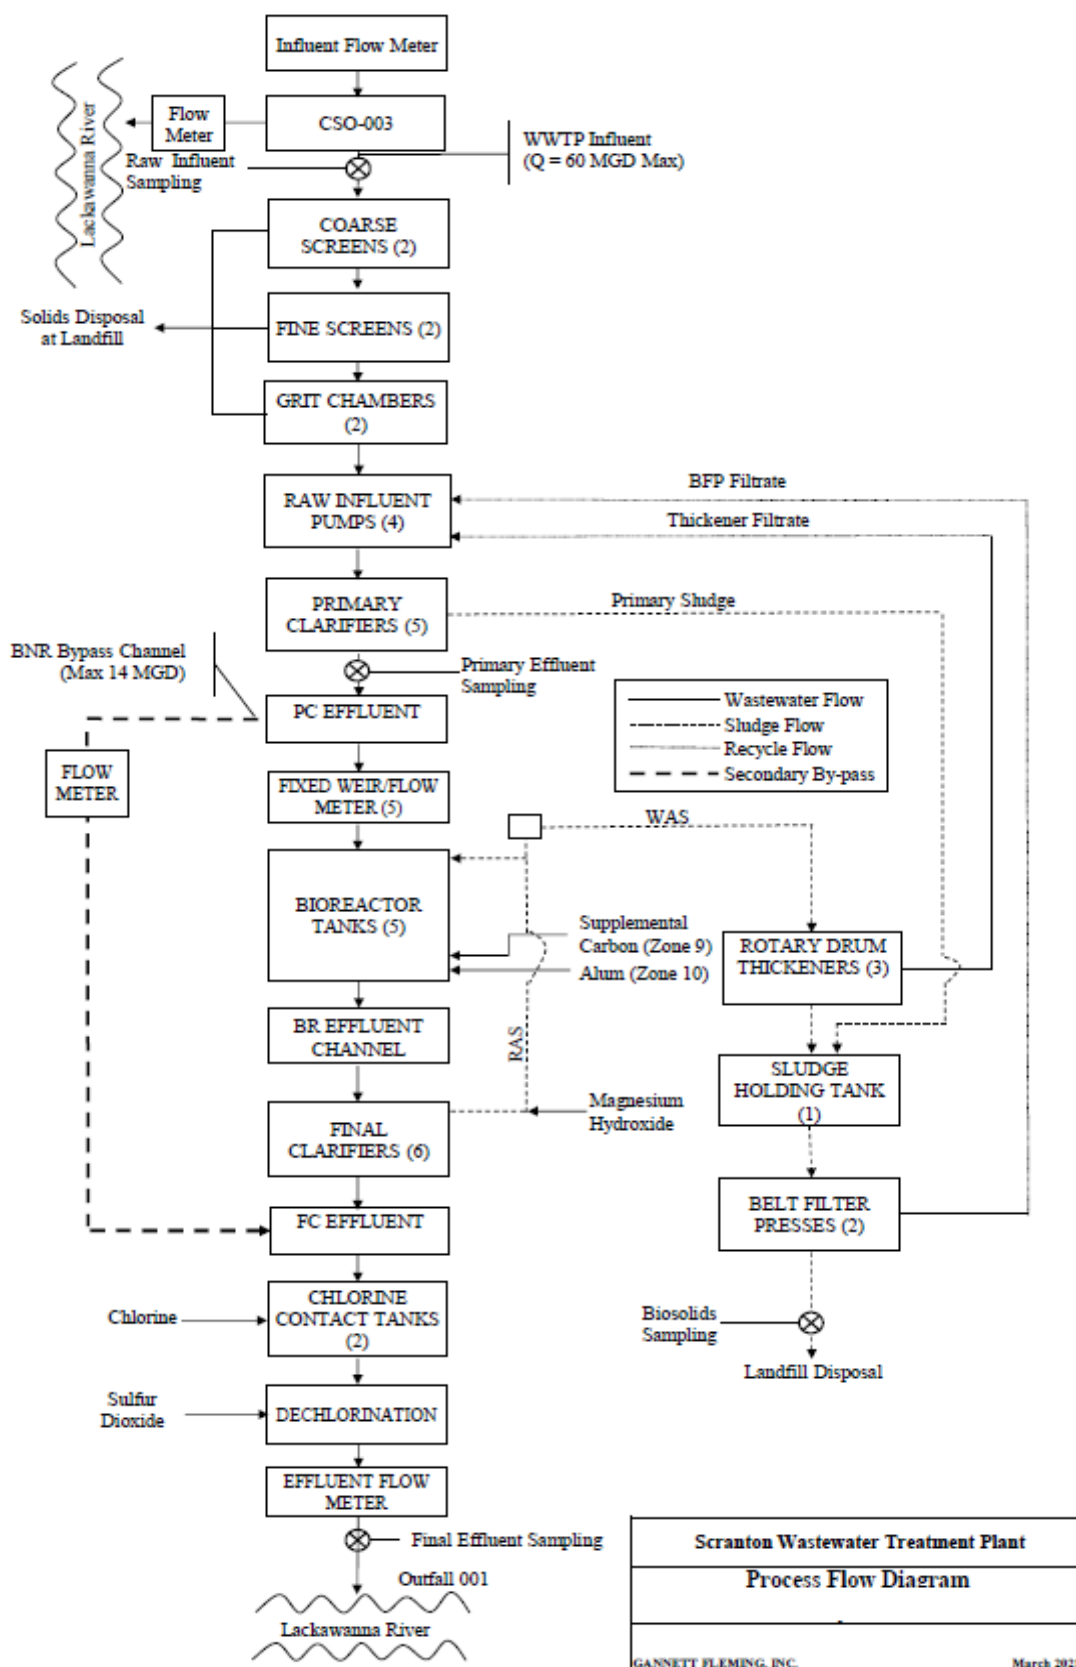 Influent Flow Meter
CSO-003
Flow
Meter
Lackawanna River
Raw Influent
Sampling
WWTP Influent
(Q = 60 MGD Max)
COARSE
SCREENS (2)
Solids Disposal
at Landfill
FINE SCREENS (2)
GRIT CHAMBERS
(2)
RAW INFLUENT
PUMPS (4)
BFP Filtrate
Thickener Filtrate
PRIMARY
CLARIFIERS (5)
Primary Sludge
BNR Bypass Channel
(Max 14 MGD)
Primary Effluent
Sampling
PC EFFLUENT
Wastewater Flow
Sludge Flow
Recycle Flow
Secondary By-pass
FLOW
METER
FIXED WEIR/FLOW
METER (5)
WAS
BIOREACTOR
TANKS (5)
Supplemental
Carbon (Zone 9)
Alum (Zone 10)
ROTARY DRUM
THICKENERS (3)
BR EFFLUENT
CHANNEL
RAS
SLUDGE
HOLDING TANK
(1)
Magnesium
Hydroxide
FINAL
CLARIFIERS (6)
FC EFFLUENT
BELT FILTER
PRESSES (2)
Chlorine
CHLORINE
CONTACT TANKS
(2)
Biosolids
Sampling
Landfill Disposal
Sulfur
Dioxide
DECHLORINATION
EFFLUENT FLOW
METER
Final Effluent Sampling
Outfall 001
Lackawanna River
Scranton Wastewater Treatment Plant
Process Flow Diagram
GANNETT FLEMING, INC.
March